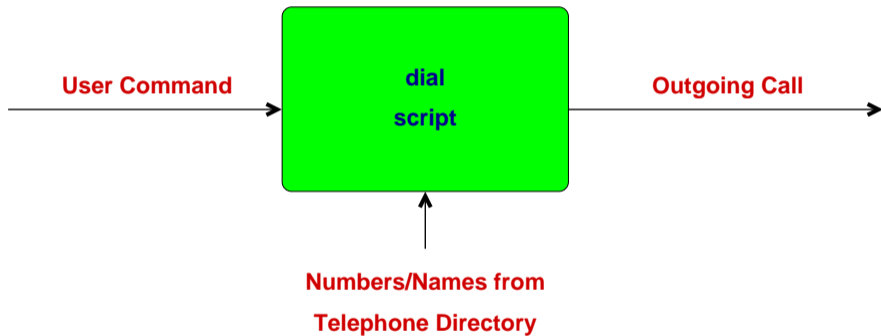 User Command
dial
script
Outgoing Call
Numbers/Names from
Telephone Directory